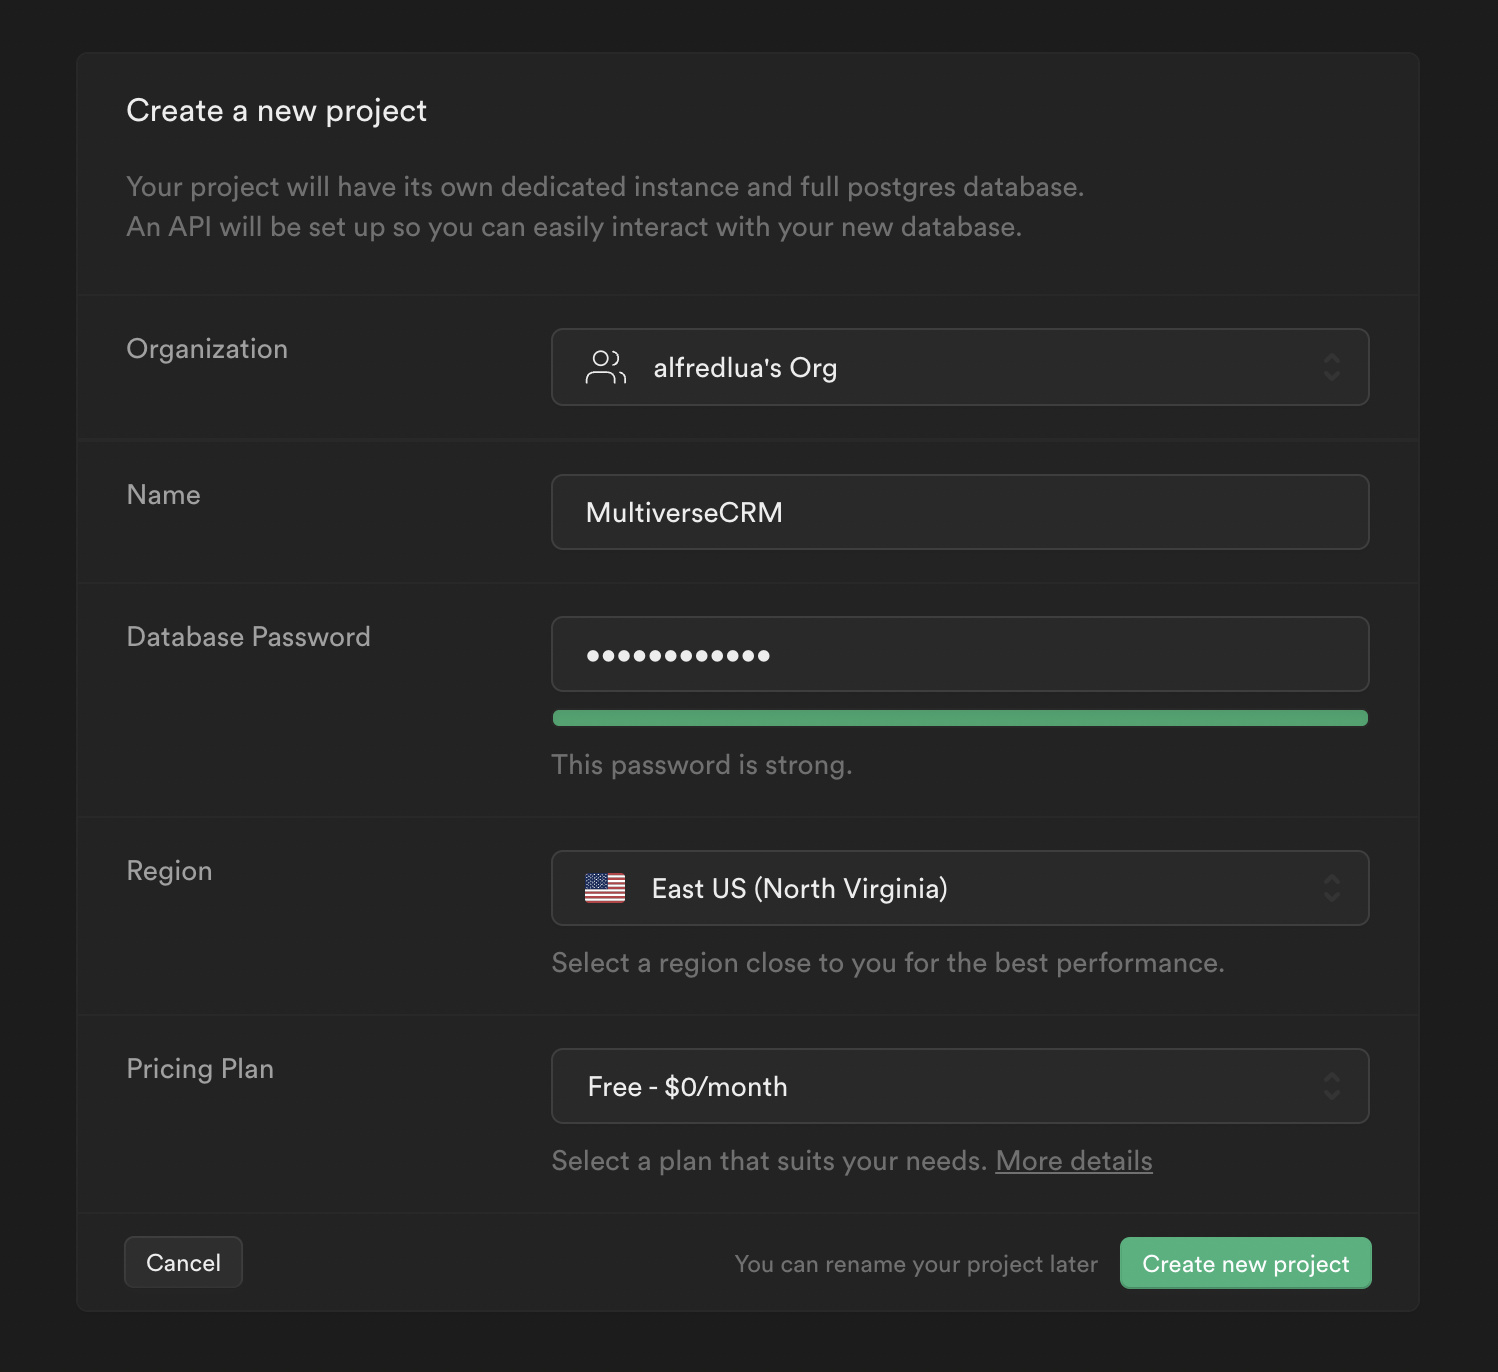 Create a new project
Your project will have its own dedicated instance and full postgres database.
An API will be set up so you can easily interact with your new database.
Organization
alfredlua's Org
Name
MultiverseCRM
Database Password
••••••••••••
This password is strong.
Region
East US (North Virginia)
Select a region close to you for the best performance.
Pricing Plan
Free - $0/month
Select a plan that suits your needs. More details
Cancel
You can rename your project later
Create new project